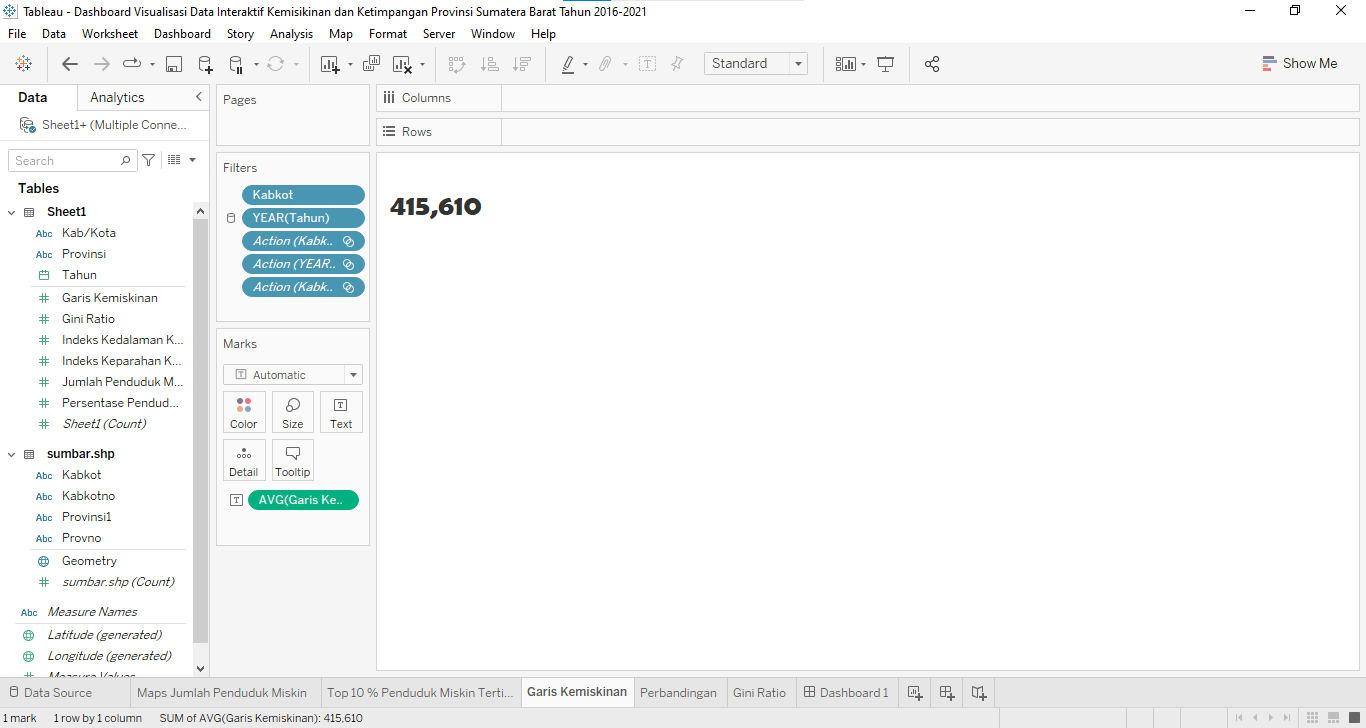 Tableau - Dashboard Visualisasi Data Interaktif Kemisikinan dan Ketimpangan Provinsi Sumatera Barat Tahun 2016-2021
File Data Worksheet Dashboard Story Analysis Map Format Server Window Help
Standard
Show Me
Data
Analytics
Sheet1+ (Multiple Conne...
Search
Tables
Sheet1
Abc Kab/Kota
Abc Provinsi
Tahun
Garis Kemiskinan
Gini Ratio
Indeks Kedalaman K...
Indeks Keparahan K...
Jumlah Penduduk M...
Persentase Pendud...
Sheet1 (Count)
sumbar.shp
Abc Kabkot
Abc Kabkotno
Abc Provinsi1
Abc Provno
Geometry
sumbar.shp (Count)
Abc Measure Names
Latitude (generated)
Longitude (generated)
Measure Values
Pages
Filters
Kabkot
YEAR(Tahun)
Action (Kabk..
Action (YEAR..
Action (Kabk..
Marks
T Automatic
Color
Size
Text
Detail
Tooltip
T AVG(Garis Ke..
Columns
Rows
415,610
Data Source
Maps Jumlah Penduduk Miskin
Top 10 % Penduduk Miskin Terti...
Garis Kemiskinan
Perbandingan
Gini Ratio
Dashboard 1
1 mark
1 row by 1 column
SUM of AVG(Garis Kemiskinan): 415,610